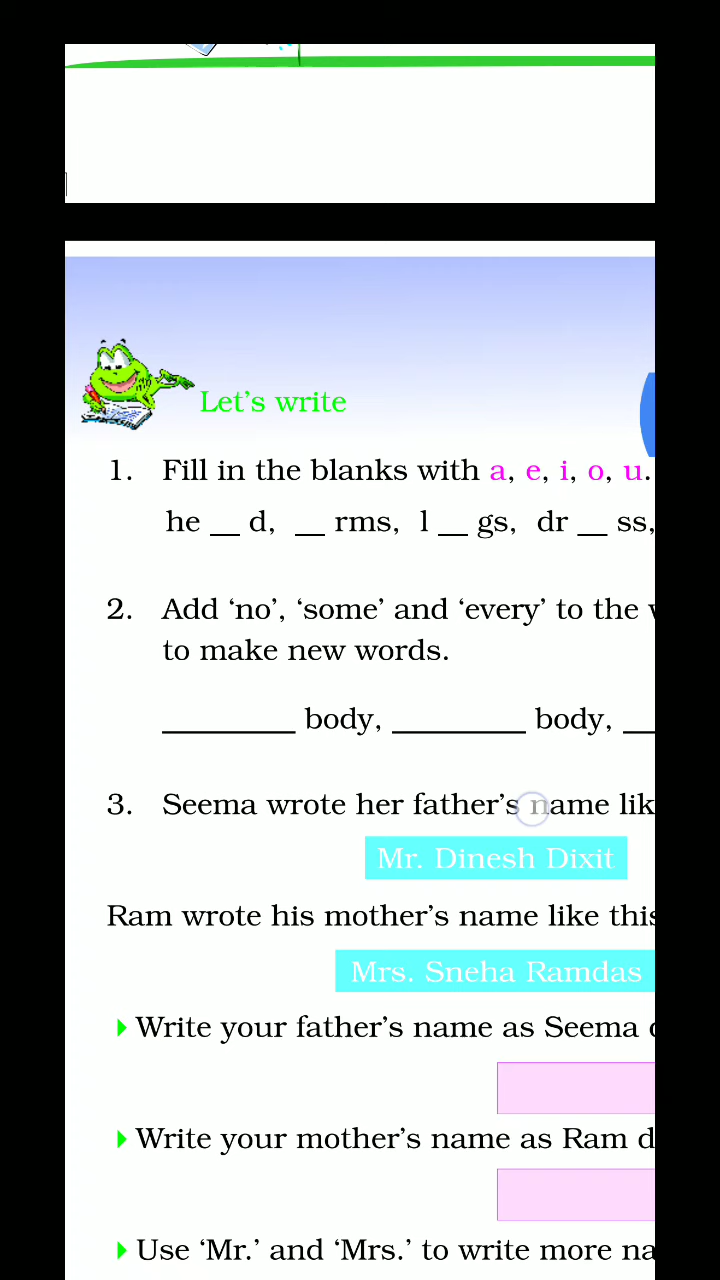 Let's write
1. Fill in the blanks with a, e, i, o, u.
he __ d, __ rms, l __ gs, dr __ ss,
2. Add 'no', 'some' and 'every' to the
to make new words.
_________ body, _________ body, __
3. Seema wrote her father's name lik
Mr. Dinesh Dixit
Ram wrote his mother's name like this
Mrs. Sneha Ramdas
Write your father's name as Seema
Write your mother's name as Ram d
Use 'Mr.' and 'Mrs.' to write more na